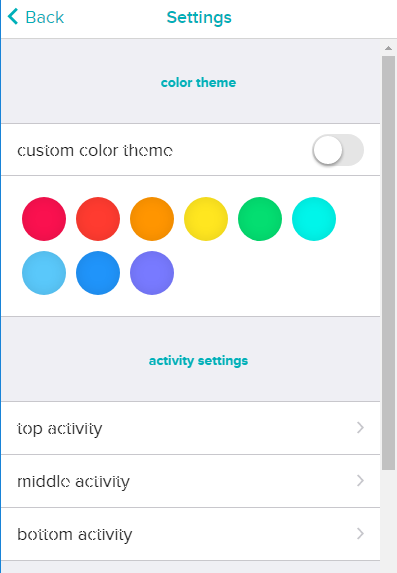 Back
Settings
color theme
custom color theme
activity settings
top activity
middle activity
bottom activity